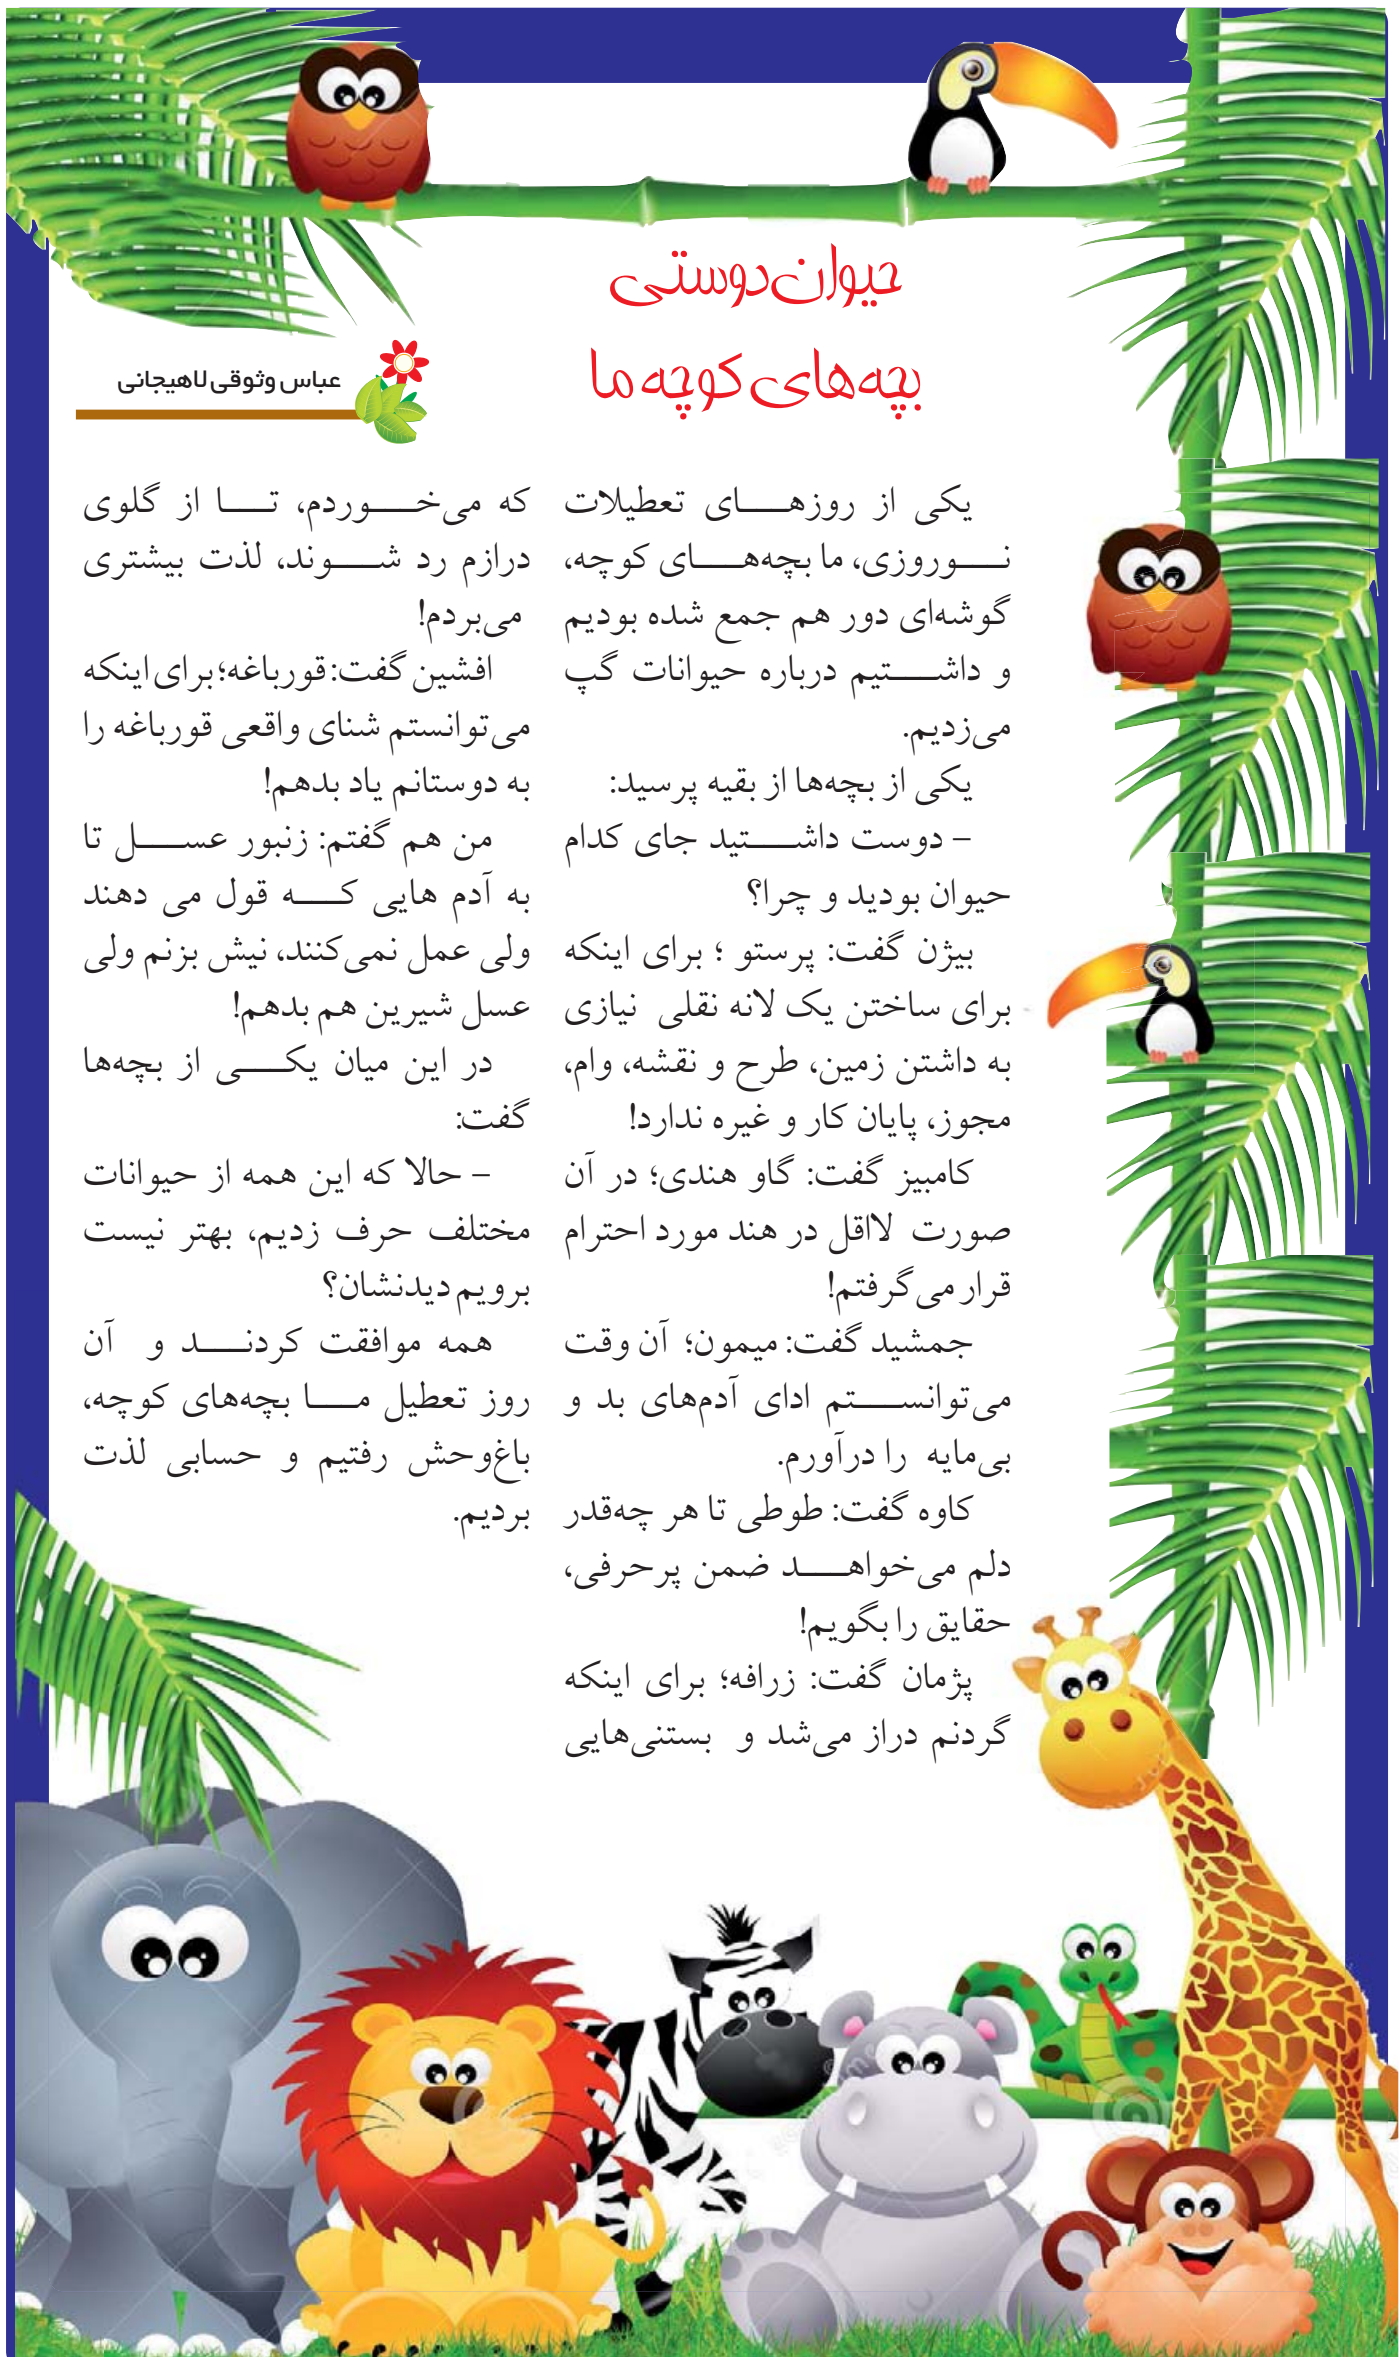 حیوان‌دوستی
بچه‌های کوچه ما
عباس وثوقی لاهیجانی
یکی از روزهای تعطیلات
نوروزی، ما بچه‌های کوچه،
گوشه‌ای دور هم جمع شده بودیم
و داشتیم درباره حیوانات گپ
می‌زدیم.
یکی از بچه‌ها از بقیه پرسید:
– دوست داشتید جای کدام
حیوان بودید و چرا؟
بیژن گفت: پرستو ؛ برای اینکه
برای ساختن یک لانه نقلی نیازی
به داشتن زمین، طرح و نقشه، وام،
مجوز، پایان کار و غیره ندارد!
کامبیز گفت: گاو هندی؛ در آن
صورت لااقل در هند مورد احترام
قرار می‌گرفتم!
جمشید گفت: میمون؛ آن وقت
می‌توانستم ادای آدم‌های بد و
بی‌مایه را درآورم.
کاوه گفت: طوطی تا هر چه‌قدر
دلم می‌خواهد ضمن پرحرفی،
حقایق را بگویم!
پژمان گفت: زرافه؛ برای اینکه
گردنم دراز می‌شد و بستنی‌هایی
که می‌خوردم، تا از گلوی
درازم رد شوند، لذت بیشتری
می‌بردم!
افشین گفت: قورباغه؛ برای اینکه
می‌توانستم شنای واقعی قورباغه را
به دوستانم یاد بدهم!
من هم گفتم: زنبور عسل تا
به آدم هایی که قول می دهند
ولی عمل نمی‌کنند، نیش بزنم ولی
عسل شیرین هم بدهم!
در این میان یکی از بچه‌ها
گفت:
– حالا که این همه از حیوانات
مختلف حرف زدیم، بهتر نیست
برویم دیدنشان؟
همه موافقت کردند و آن
روز تعطیل ما بچه‌های کوچه،
باغ‌وحش رفتیم و حسابی لذت
بردیم.